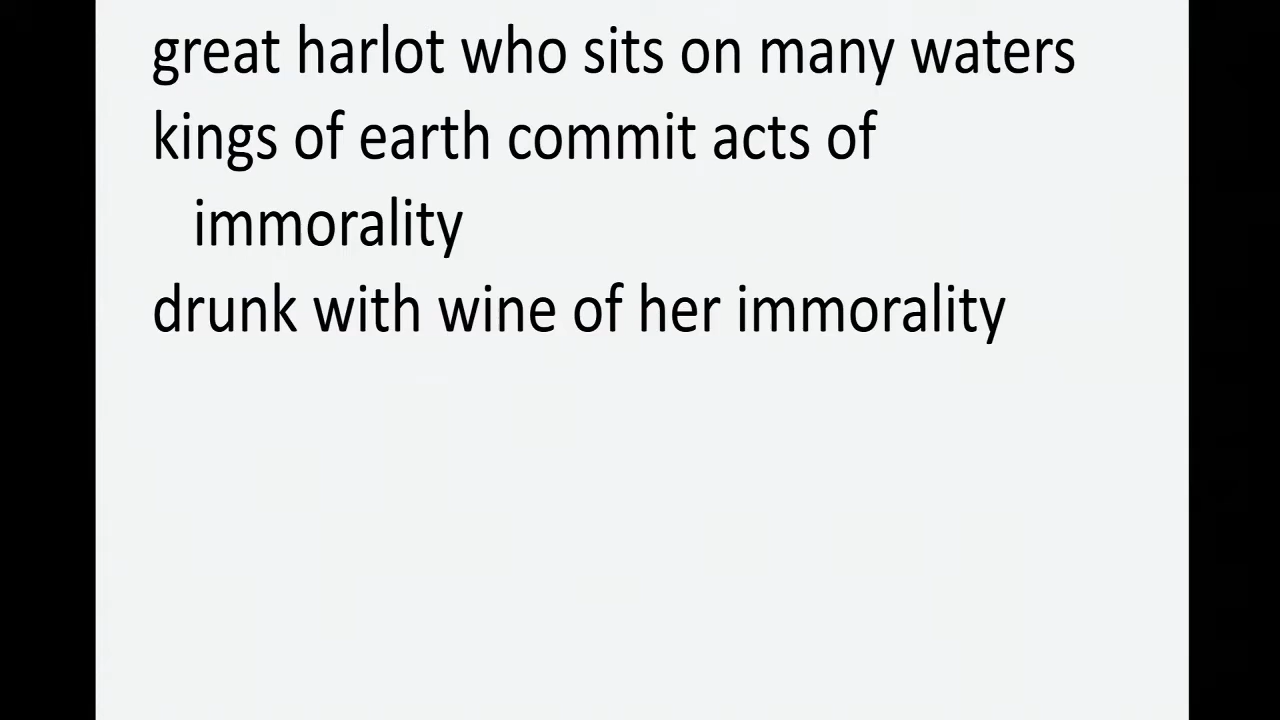 great harlot who sits on many waters
kings of earth commit acts of
immorality
drunk with wine of her immorality